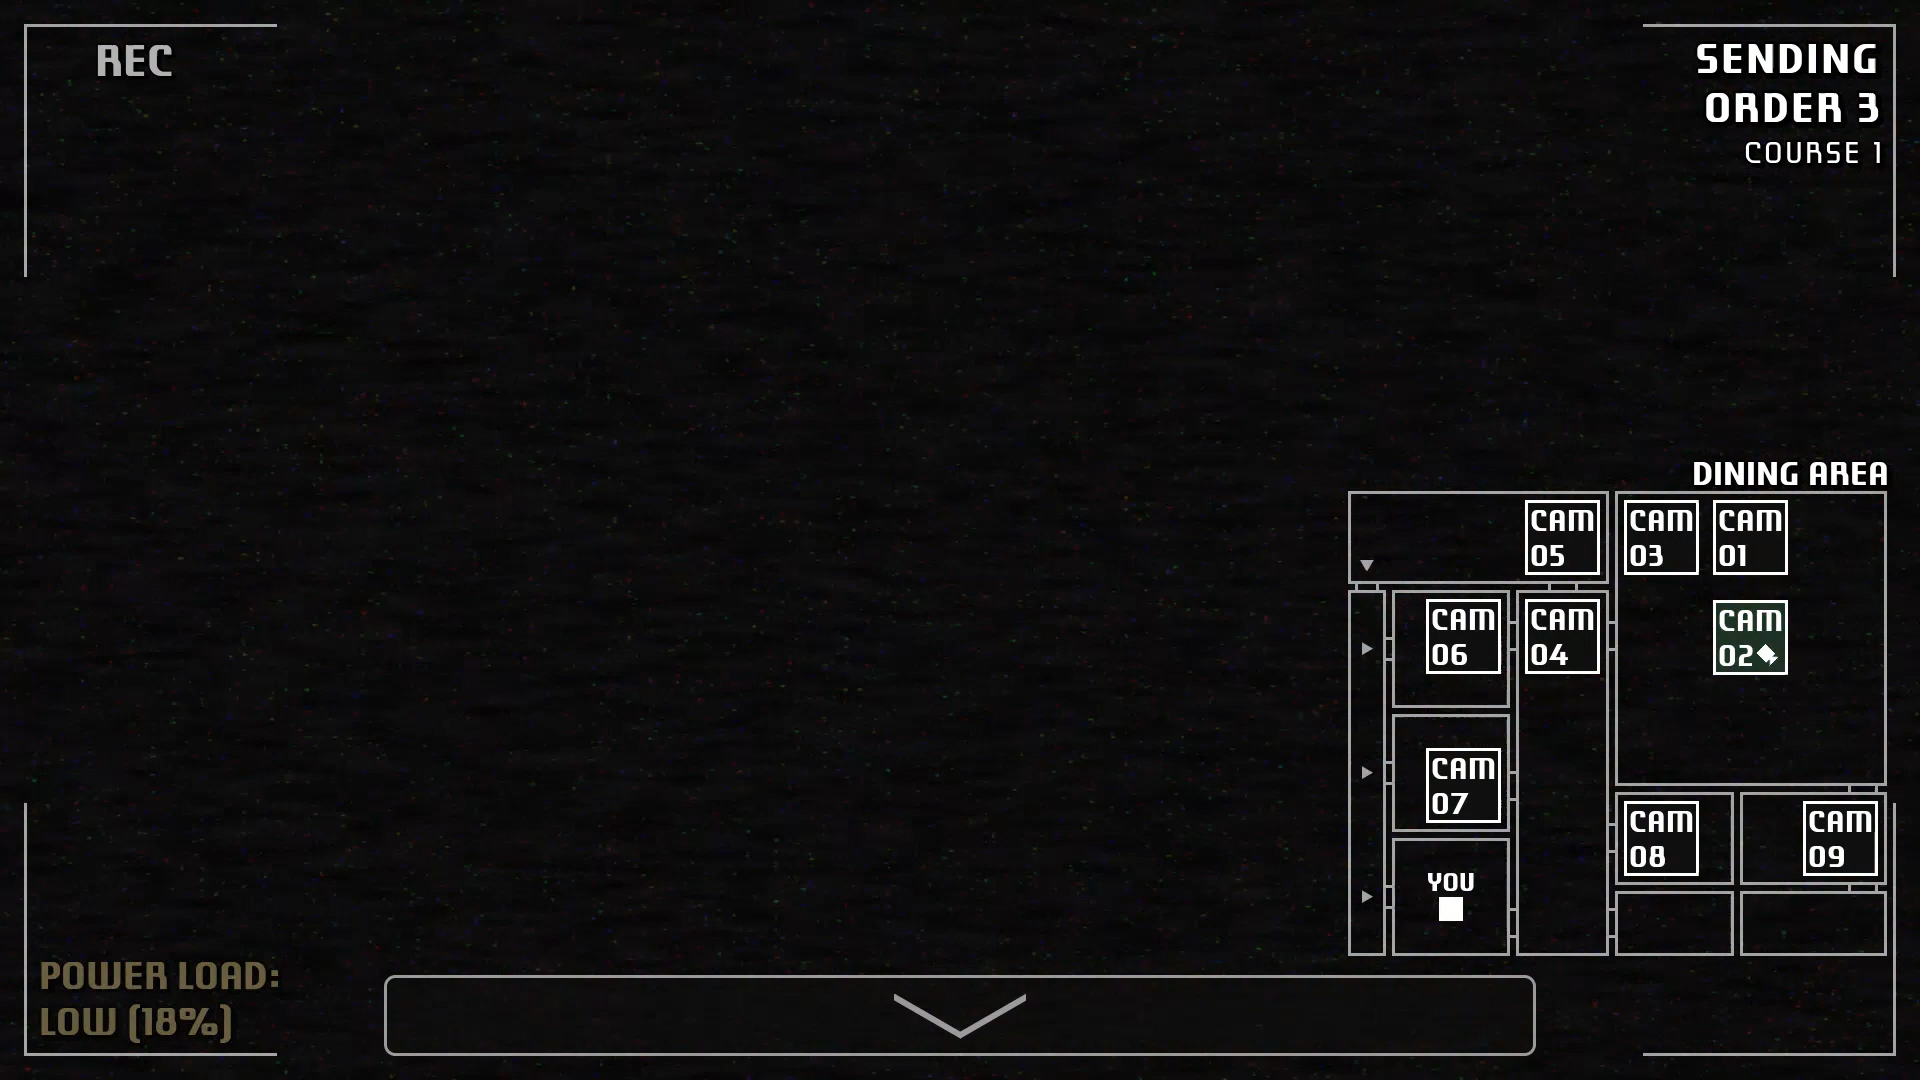 REC
SENDING
ORDER 3
COURSE 1
DINING AREA
CAM
05
CAM
03
CAM
01
CAM
06
CAM
04
CAM
02
CAM
07
CAM
08
CAM
09
YOU
POWER LOAD:
LOW (18%)